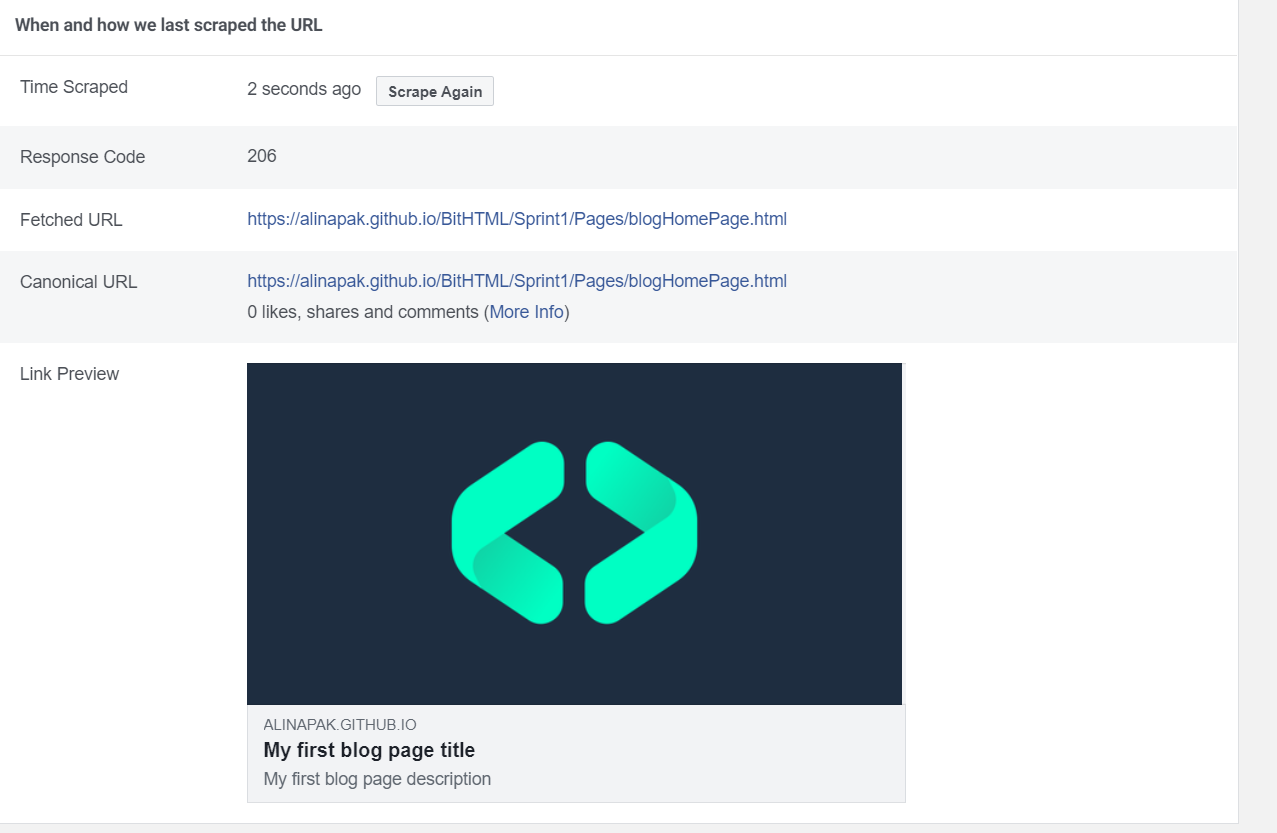 When and how we last scraped the URL
Time Scraped
2 seconds ago
Scrape Again
Response Code
206
Fetched URL
https://alinapak.github.io/BitHTML/Sprint1/Pages/blogHomePage.html
Canonical URL
https://alinapak.github.io/BitHTML/Sprint1/Pages/blogHomePage.html
0 likes, shares and comments (More Info)
Link Preview
ALINAPAK.GITHUB.IO
My first blog page title
My first blog page description